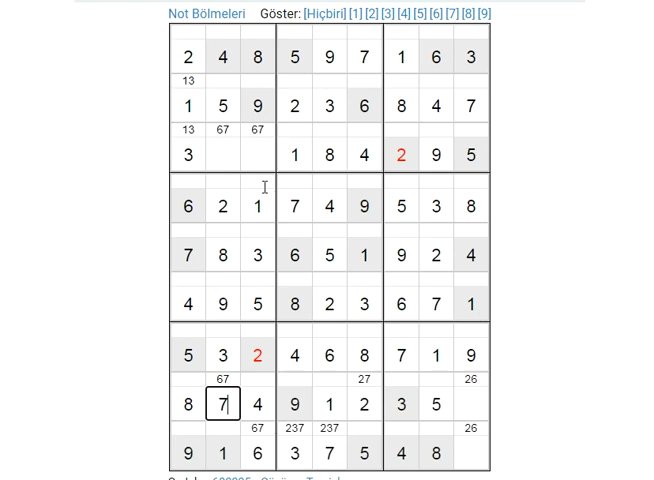 Not Bölmeleri Göster: [Hiçbiri] [1] [2] [3] [4] [5] [6] [7] [8] [9]
2 4 8 5 9 7 1 6 3
13
1 5 9 2 3 6 8 4 7
13 67 67
3 1 8 4 2 9 5
6 2 1 7 4 9 5 3 8
7 8 3 6 5 1 9 2 4
4 9 5 8 2 3 6 7 1
5 3 2 4 6 8 7 1 9
67 27 26
8 7 4 9 1 2 3 5
67 237 237 26
9 1 6 3 7 5 4 8